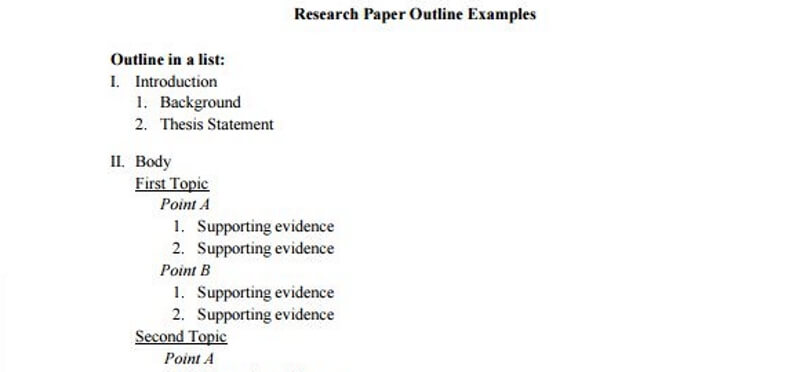 Research Paper Outline Examples
Outline in a list:
I. Introduction
1. Background
2. Thesis Statement
II. Body
First Topic
Point A
1. Supporting evidence
2. Supporting evidence
Point B
1. Supporting evidence
2. Supporting evidence
Second Topic
Point A